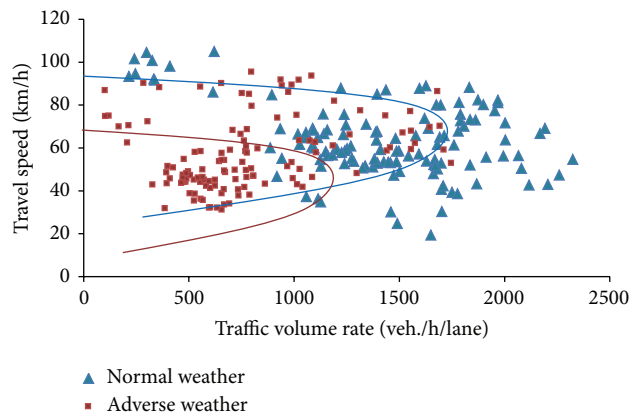 120
100
80
60
40
20
0
Travel speed (km/h)
0 500 1000 1500 2000 2500
Traffic volume rate (veh./h/lane)
Normal weather
Adverse weather